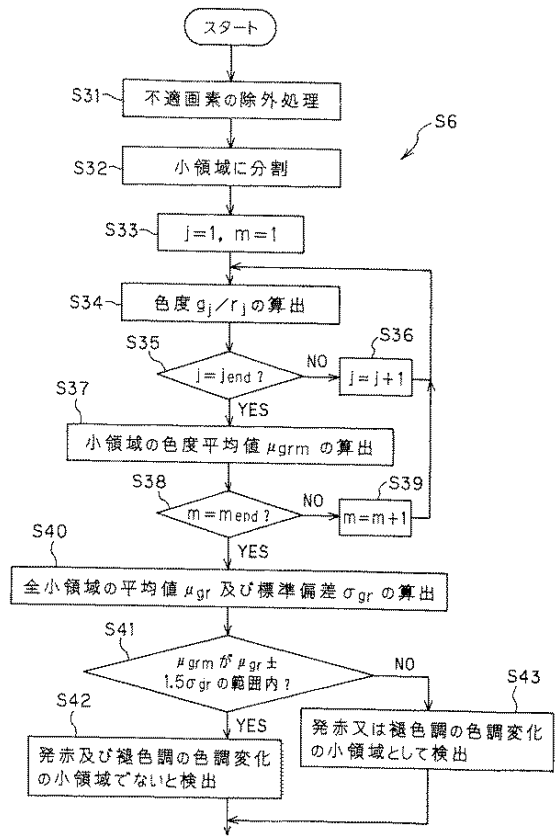 スタート
S31
不適画素の除外処理
S6
S32
小領域に分割
S33
j=1, m=1
S34
色度 gj/rj の算出
S35
j=jend?
NO
S36
j=j+1
YES
S37
小領域の色度平均値 μgrm の算出
S38
m=mend?
NO
S39
m=m+1
YES
S40
全小領域の平均値 μgr 及び標準偏差 σgr の算出
S41
μgrm が μgr ±
1.5σgr の範囲内?
NO
S42
YES
S43
発赤及び褪色調の色調変化
の小領域でないと検出
発赤又は褪色調の色調変化
の小領域として検出